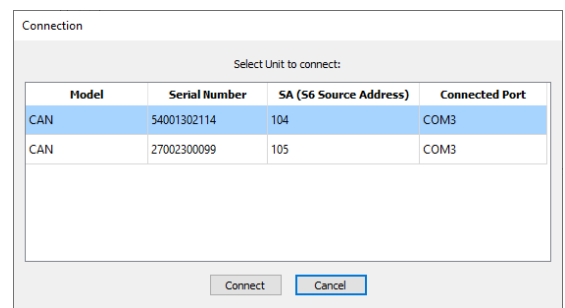 Connection
Select Unit to connect:
Model Serial Number SA (S6 Source Address) Connected Port
CAN 54001302114 104 COM3
CAN 27002300099 105 COM3
Connect Cancel